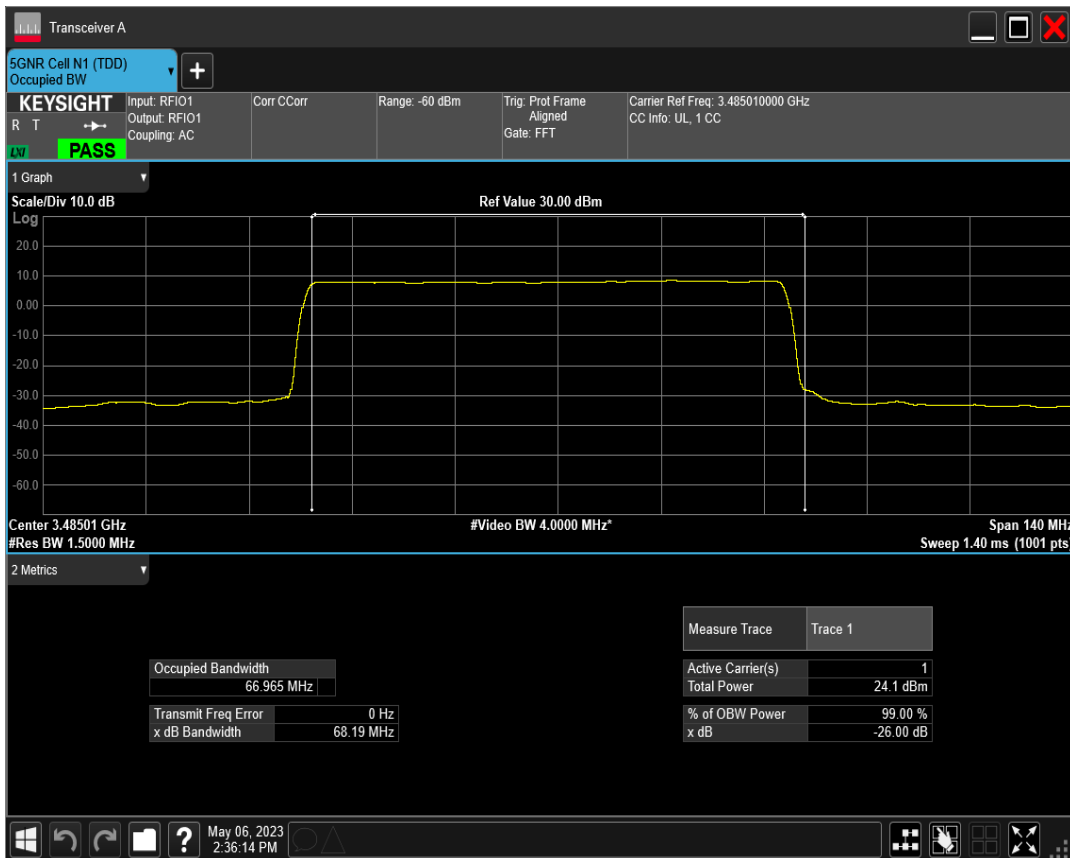 Transceiver A
5GNR Cell N1 (TDD)
Occupied BW
KEYSIGHT
R T
LXI
PASS
Input: RFIO1
Output: RFIO1
Coupling: AC
Corr CCorr
Range: -60 dBm
Trig: Prot Frame
Aligned
Gate: FFT
Carrier Ref Freq: 3.485010000 GHz
CC Info: UL, 1 CC
1 Graph
Scale/Div 10.0 dB
Ref Value 30.00 dBm
Log
20.0
10.0
0.00
-10.0
-20.0
-30.0
-40.0
-50.0
-60.0
Center 3.48501 GHz
#Video BW 4.0000 MHz*
Span 140 MHz
#Res BW 1.5000 MHz
Sweep 1.40 ms (1001 pts)
2 Metrics
Measure Trace Trace 1
Occupied Bandwidth
66.965 MHz
Active Carrier(s) 1
Total Power 24.1 dBm
Transmit Freq Error 0 Hz
x dB Bandwidth 68.19 MHz
% of OBW Power 99.00 %
x dB -26.00 dB
?
May 06, 2023
2:36:14 PM